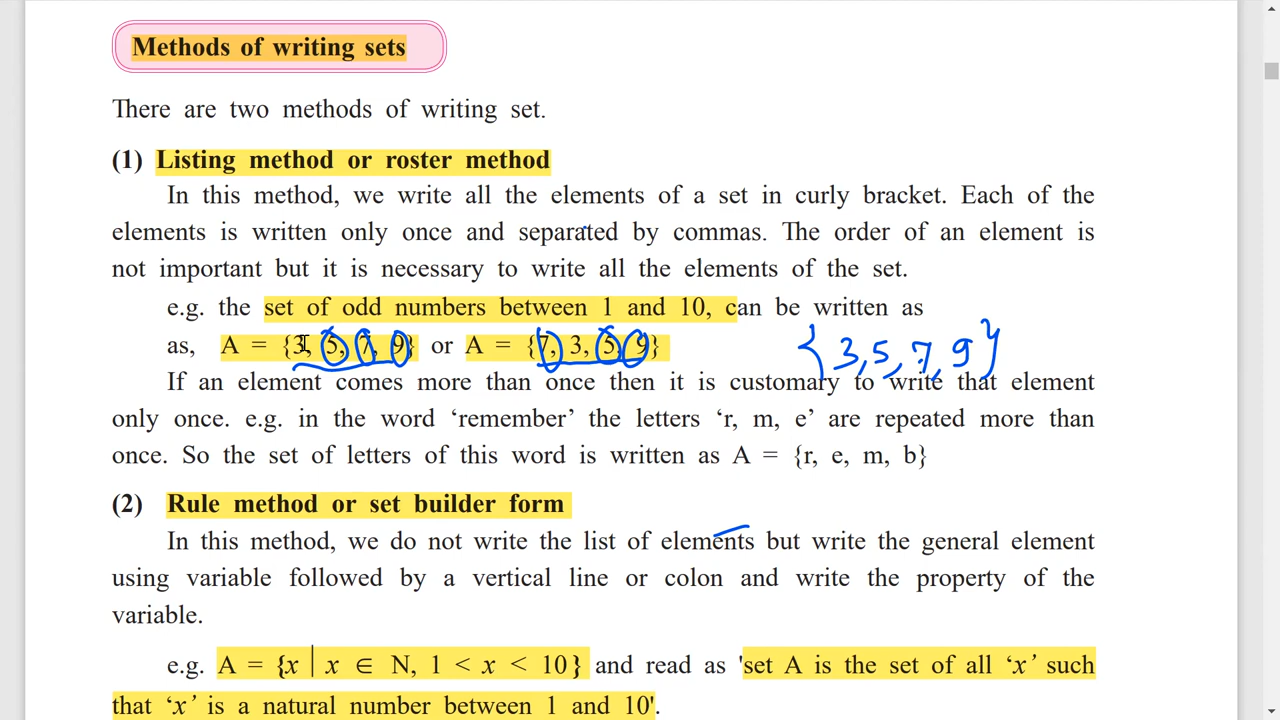 Methods of writing sets
There are two methods of writing set.
(1) Listing method or roster method
In this method, we write all the elements of a set in curly bracket. Each of the
elements is written only once and separated by commas. The order of an element is
not important but it is necessary to write all the elements of the set.
e.g. the set of odd numbers between 1 and 10, can be written as
as, A = {3, 5, 7, 9} or A = {7, 3, 5, 9}
{3, 5, 7, 9}
If an element comes more than once then it is customary to write that element
only once. e.g. in the word ‘remember’ the letters ‘r, m, e’ are repeated more than
once. So the set of letters of this word is written as A = {r, e, m, b}
(2) Rule method or set builder form
In this method, we do not write the list of elements but write the general element
using variable followed by a vertical line or colon and write the property of the
variable.
e.g. A = {x | x ∈ N, 1 < x < 10} and read as 'set A is the set of all ‘x’ such
that ‘x’ is a natural number between 1 and 10'.